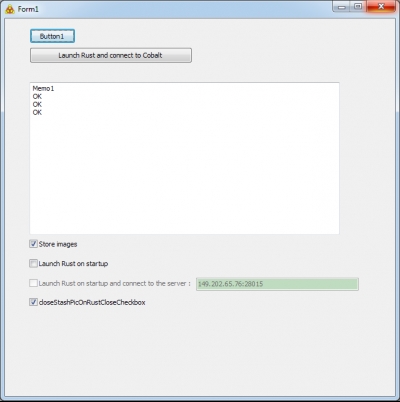 Form1
Button1
Launch Rust and connect to Cobalt
Memo1
OK
OK
OK
Store images
Launch Rust on startup
Launch Rust on startup and connect to the server : 149.202.65.76:28015
closeStashPicOnRustCloseCheckbox